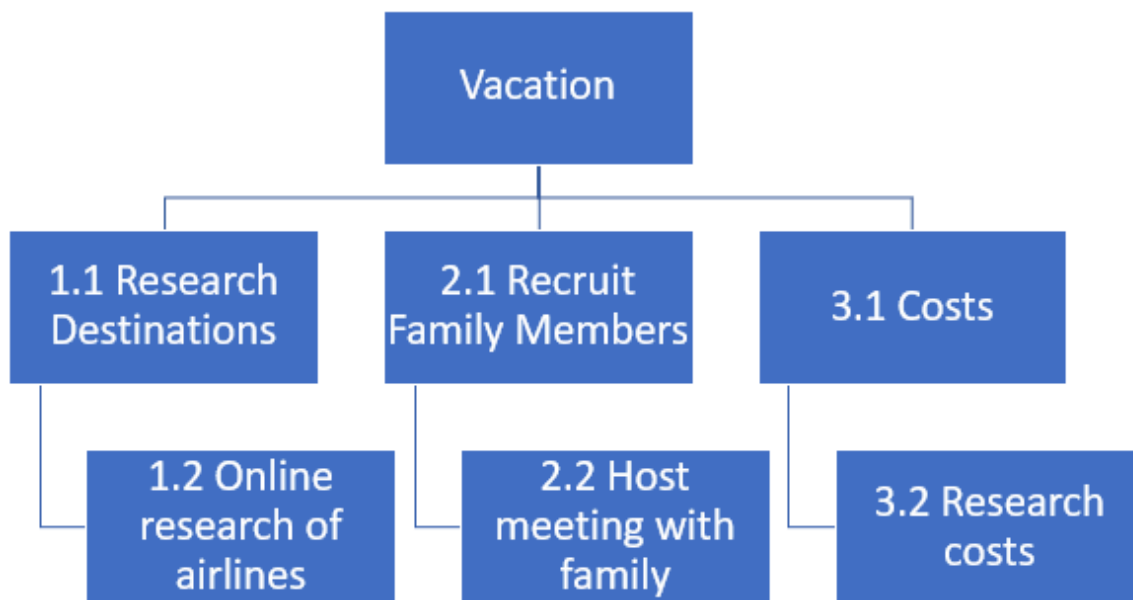 Vacation
1.1 Research
Destinations
2.1 Recruit
Family Members
3.1 Costs
1.2 Online
research of
airlines
2.2 Host
meeting with
family
3.2 Research
costs